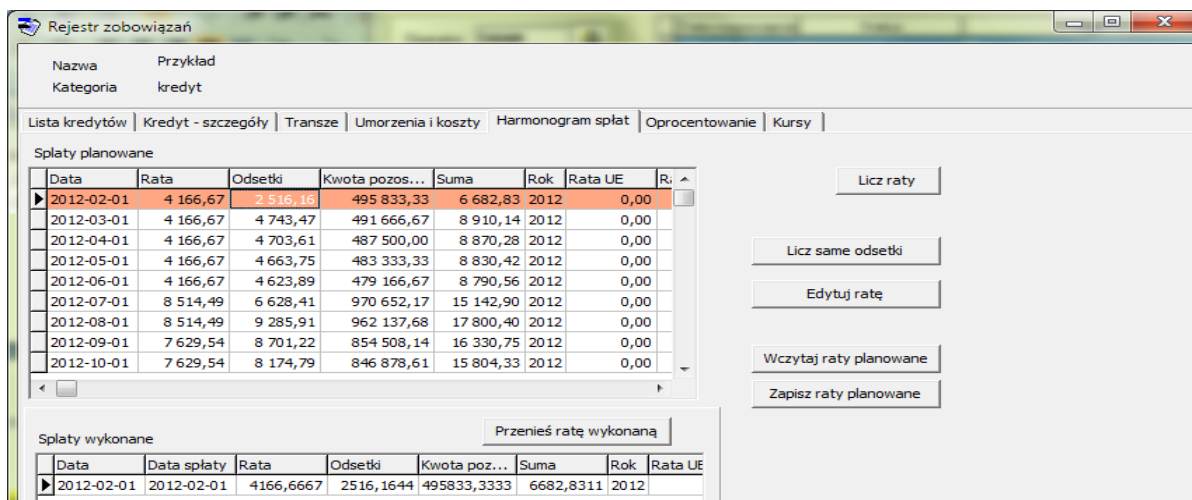 Rejestr zobowiązań
Nazwa Przykład
Kategoria kredyt
Lista kredytów Kredyt - szczegóły Transze Umorzenia i koszty Harmonogram spłat Oprocentowanie Kursy
Splaty planowane
Data Rata Odsetki Kwota pozos... Suma Rok Rata UE Ra
2012-02-01 4 166,67 2 516,16 495 833,33 6 682,83 2012 0,00
2012-03-01 4 166,67 4 743,47 491 666,67 8 910,14 2012 0,00
2012-04-01 4 166,67 4 703,61 487 500,00 8 870,28 2012 0,00
2012-05-01 4 166,67 4 663,75 483 333,33 8 830,42 2012 0,00
2012-06-01 4 166,67 4 623,89 479 166,67 8 790,56 2012 0,00
2012-07-01 8 514,49 6 628,41 970 652,17 15 142,90 2012 0,00
2012-08-01 8 514,49 9 285,91 962 137,68 17 800,40 2012 0,00
2012-09-01 7 629,54 8 701,22 854 508,14 16 330,75 2012 0,00
2012-10-01 7 629,54 8 174,79 846 878,61 15 804,33 2012 0,00
Licz raty
Licz same odsetki
Edytuj ratę
Wczytaj raty planowane
Zapisz raty planowane
Splaty wykonane
Przenieś ratę wykonaną
Data Data spłaty Rata Odsetki Kwota poz... Suma Rok Rata UE
2012-02-01 2012-02-01 4166,6667 2516,1644 495833,3333 6682,8311 2012